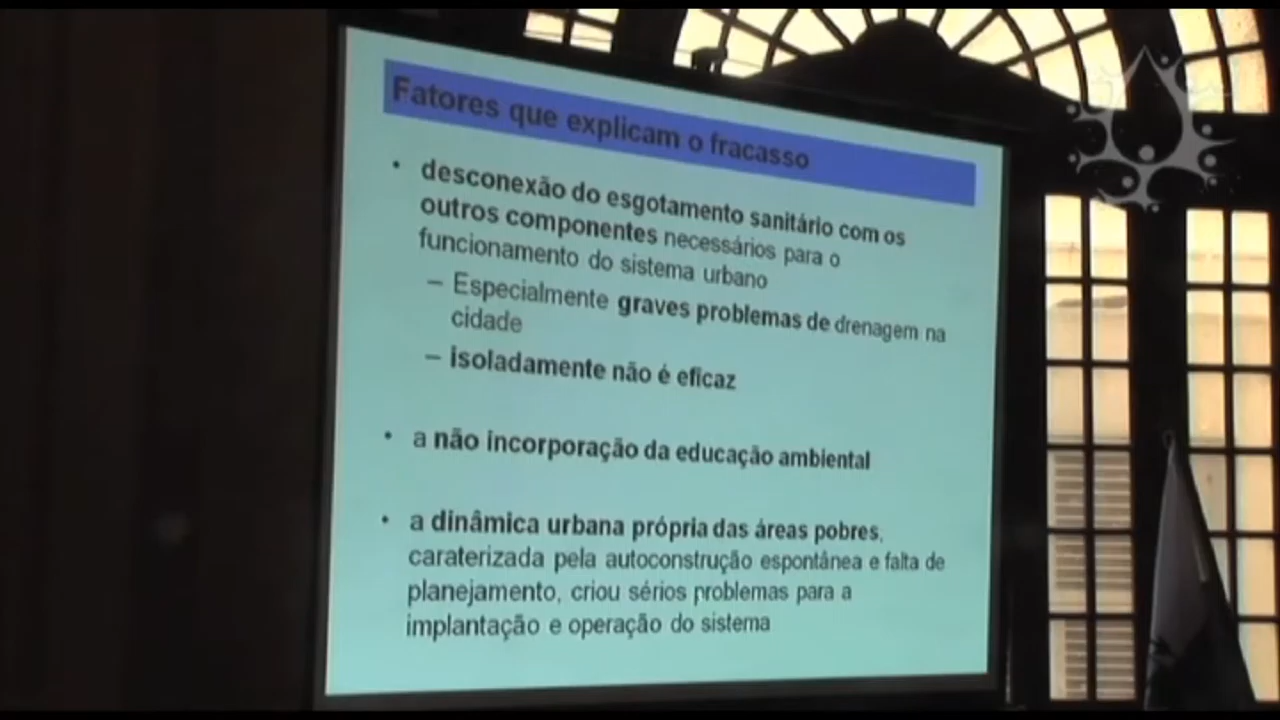 Fatores que explicam o fracasso
• desconexão do esgotamento sanitário com os
outros componentes necessários para o
funcionamento do sistema urbano
– Especialmente graves problemas de drenagem na
cidade
– isoladamente não é eficaz
• a não incorporação da educação ambiental
• a dinâmica urbana própria das áreas pobres,
caraterizada pela autoconstrução espontânea e falta de
planejamento, criou sérios problemas para a
implantação e operação do sistema